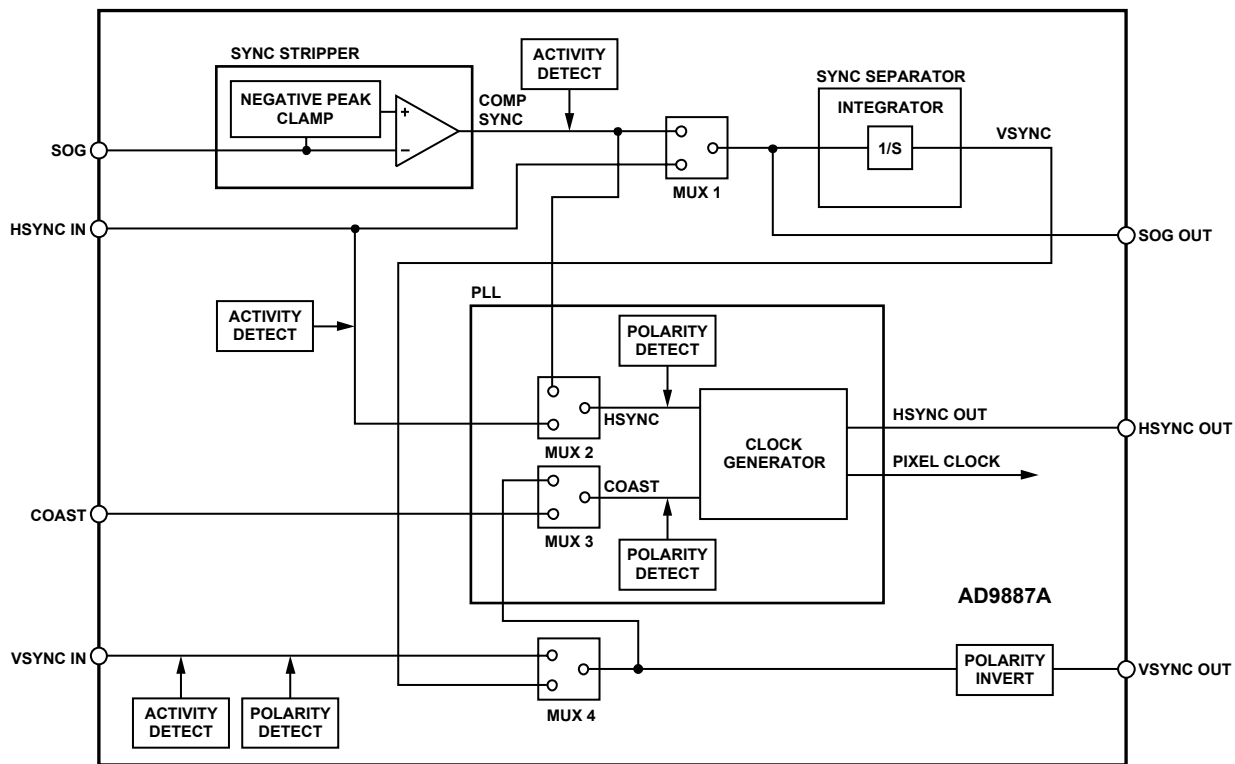 SYNC STRIPPER
NEGATIVE PEAK
CLAMP
+
−
COMP
SYNC
ACTIVITY
DETECT
SYNC SEPARATOR
INTEGRATOR
1/S
VSYNC
SOG
MUX 1
HSYNC IN
SOG OUT
ACTIVITY
DETECT
PLL
POLARITY
DETECT
HSYNC
MUX 2
CLOCK
GENERATOR
HSYNC OUT
HSYNC OUT
PIXEL CLOCK
COAST
COAST
MUX 3
POLARITY
DETECT
AD9887A
VSYNC IN
ACTIVITY
DETECT
POLARITY
DETECT
MUX 4
POLARITY
INVERT
VSYNC OUT